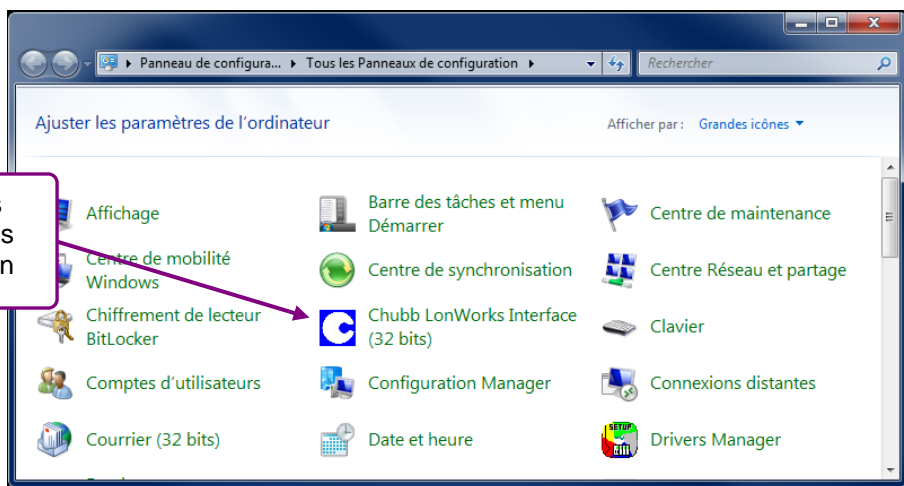 Panneau de configura... Tous les Panneaux de configuration
Rechercher
Ajuster les paramètres de l'ordinateur
Afficher par : Grandes icônes
Affichage
Barre des tâches et menu
Démarrer
Centre de maintenance
Centre de mobilité
Windows
Centre de synchronisation
Centre Réseau et partage
Chiffrement de lecteur
BitLocker
Chubb LonWorks Interface
(32 bits)
Clavier
Comptes d'utilisateurs
Configuration Manager
Connexions distantes
Courrier (32 bits)
Date et heure
SETUP
Drivers Manager